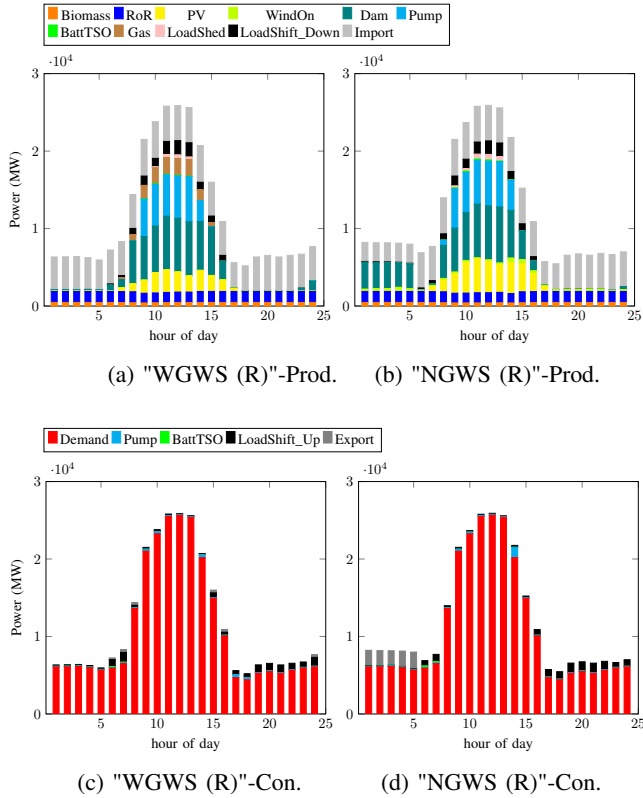 Biomass RoR PV WindOn Dam Pump
BattTSO Gas LoadShed LoadShift_Down Import
·10⁴ ·10⁴
3 3
2 2
1 1
0 0
Power (MW)
5 10 15 20 25 5 10 15 20 25
hour of day hour of day
(a) "WGWS (R)"-Prod. (b) "NGWS (R)"-Prod.
Demand Pump BattTSO LoadShift_Up Export
·10⁴ ·10⁴
3 3
2 2
1 1
0 0
Power (MW)
5 10 15 20 25 5 10 15 20 25
hour of day hour of day
(c) "WGWS (R)"-Con. (d) "NGWS (R)"-Con.